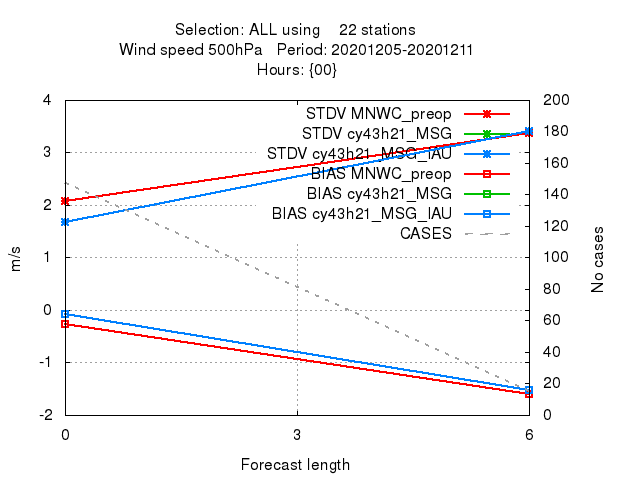 Selection: ALL using    22 stations
Wind speed 500hPa   Period: 20201205-20201211
Hours: {00}
4
3
2
1
0
-1
-2
m/s
200
180
160
140
120
100
80
60
40
20
0
No cases
STDV MNWC_preop
STDV cy43h21_MSG
STDV cy43h21_MSG_IAU
BIAS MNWC_preop
BIAS cy43h21_MSG
BIAS cy43h21_MSG_IAU
CASES
0 3 6
Forecast length